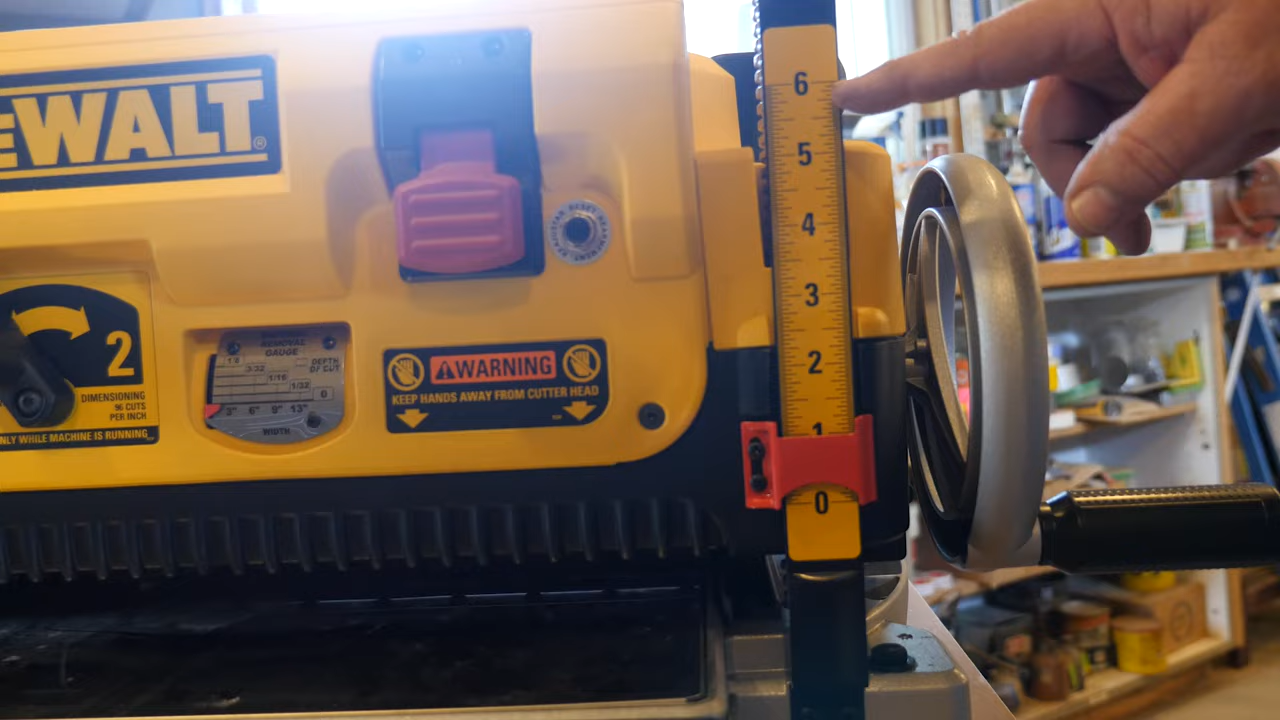 EWALT®
6
5
4
3
2
1
0
2
DIMENSIONING
96 CUTS
PER INCH
ONLY WHILE MACHINE IS RUNNING
REMOVAL
GAUGE
DEPTH
OF CUT
1/8
3/32
1/16
1/32
0
3" 6" 9" 13"
WIDTH
WARNING
KEEP HANDS AWAY FROM CUTTER HEAD